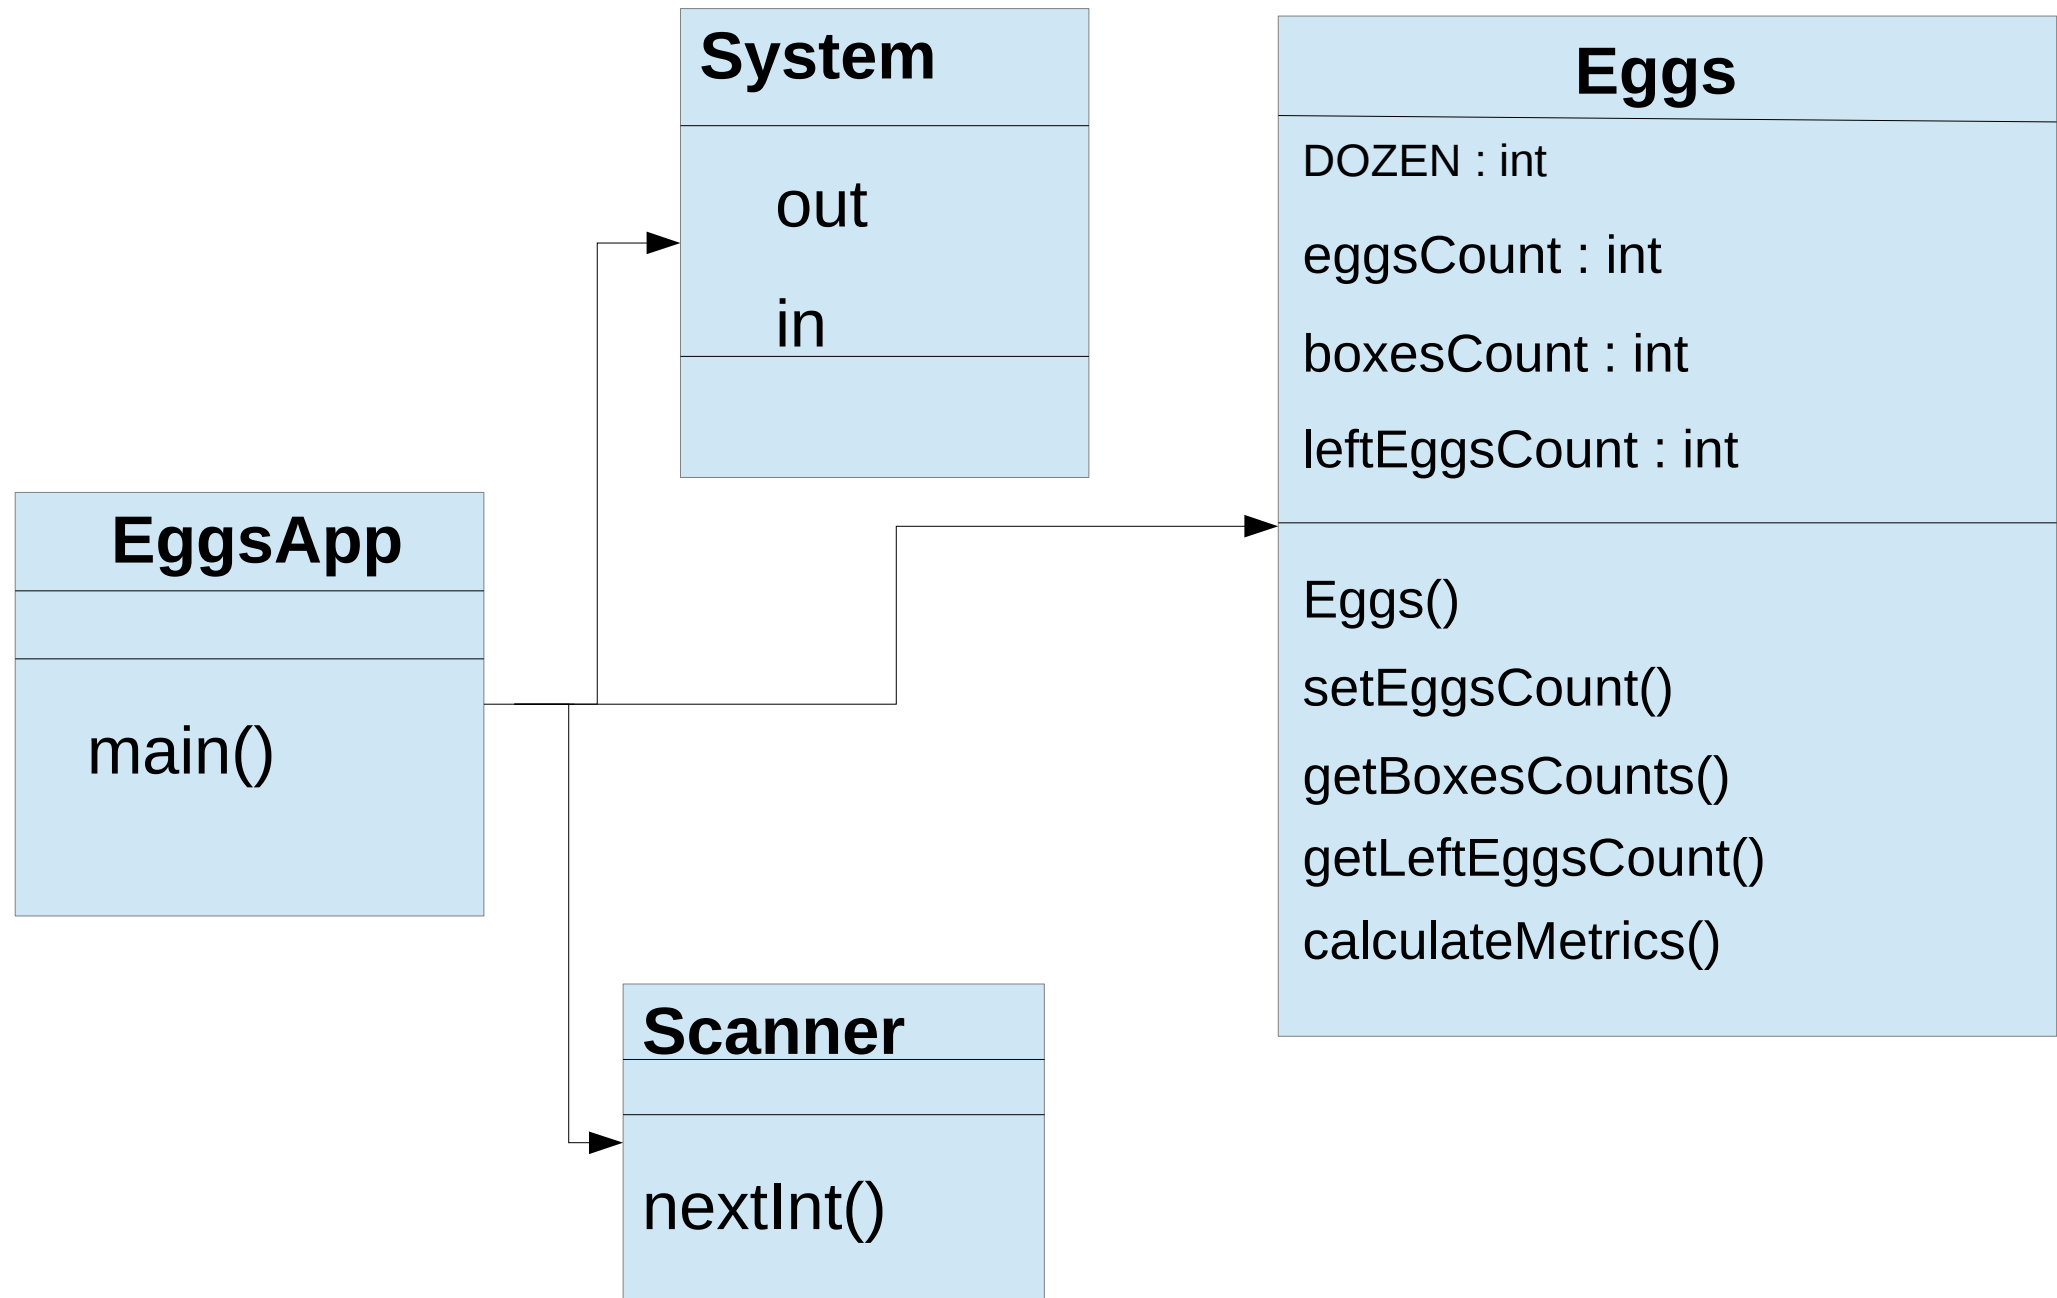 System
out
in
Eggs
DOZEN : int
eggsCount : int
boxesCount : int
leftEggsCount : int
Eggs()
setEggsCount()
getBoxesCounts()
getLeftEggsCount()
calculateMetrics()
EggsApp
main()
Scanner
nextInt()